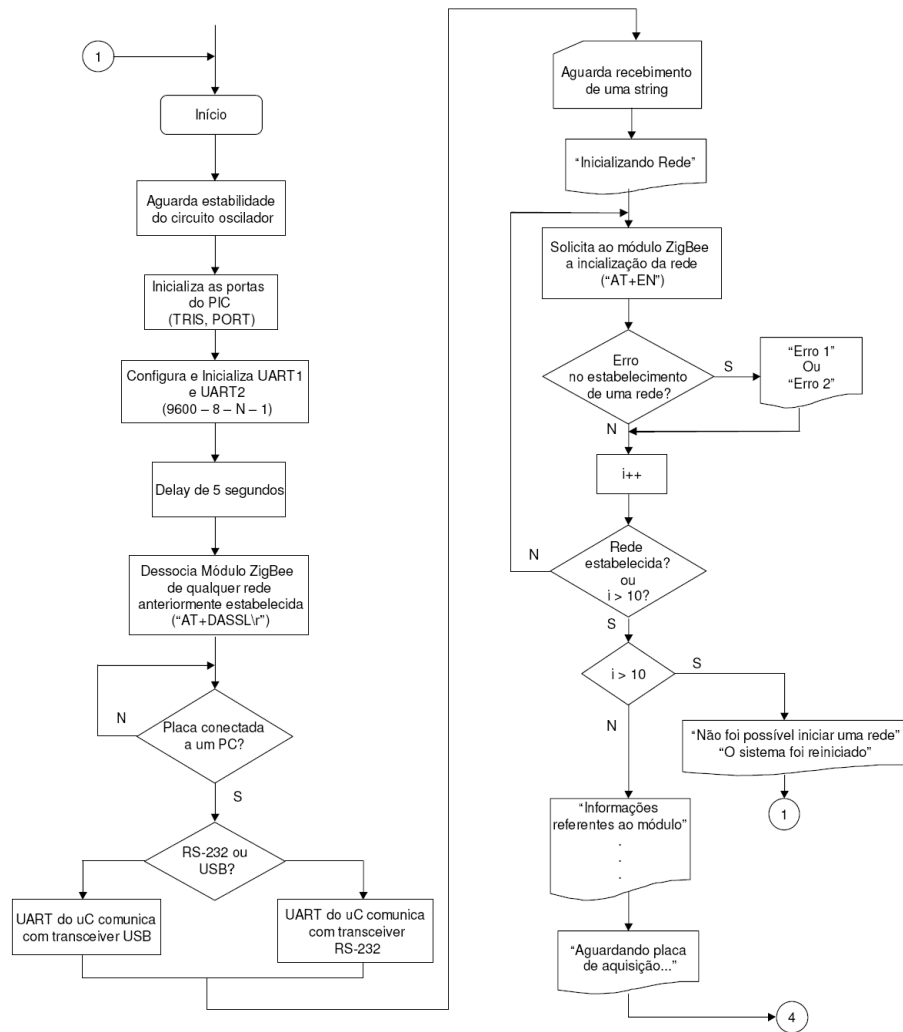 1
Início
Aguarda estabilidade
do circuito oscilador
Inicializa as portas
do PIC
(TRIS, PORT)
Configura e Inicializa UART1
e UART2
(9600 – 8 – N – 1)
Delay de 5 segundos
Dessocia Módulo ZigBee
de qualquer rede
anteriormente estabelecida
(“AT+DASSL\r”)
N
Placa conectada
a um PC?
S
RS-232 ou
USB?
UART do uC comunica
com transceiver USB
UART do uC comunica
com transceiver
RS-232
Aguarda recebimento
de uma string
“Inicializando Rede”
Solicita ao módulo ZigBee
a incialização da rede
(“AT+EN”)
Erro
no estabelecimento
de uma rede?
S
“Erro 1”
Ou
“Erro 2”
N
i++
N
Rede
estabelecida?
ou
i > 10?
S
i > 10
S
N
“Não foi possível iniciar uma rede”
“O sistema foi reiniciado”
1
“Informações
referentes ao módulo”
.
.
.
“Aguardando placa
de aquisição...”
4